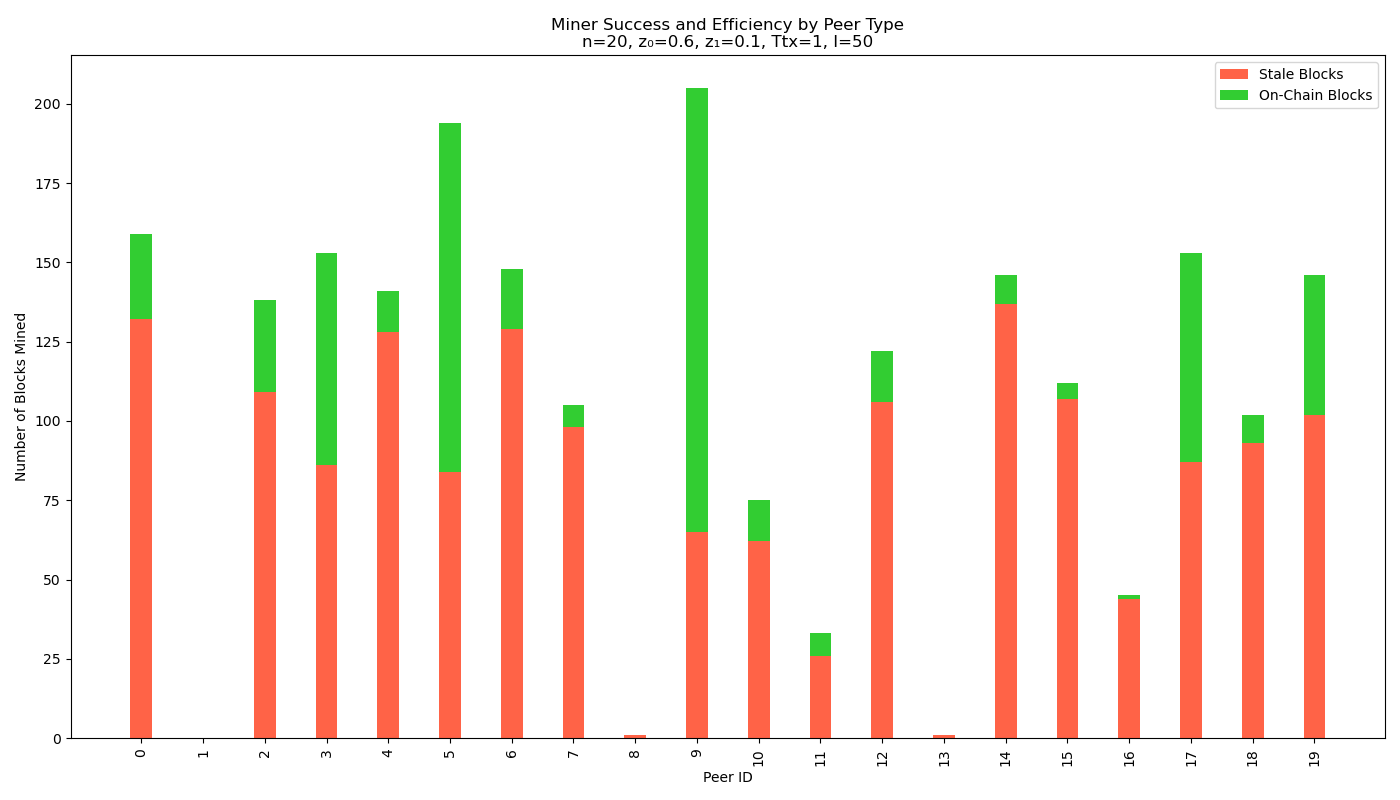 Miner Success and Efficiency by Peer Type
n=20, z₀=0.6, z₁=0.1, Ttx=1, I=50
Stale Blocks
On-Chain Blocks
Number of Blocks Mined
200
175
150
125
100
75
50
25
0
0 1 2 3 4 5 6 7 8 9 10 11 12 13 14 15 16 17 18 19
Peer ID